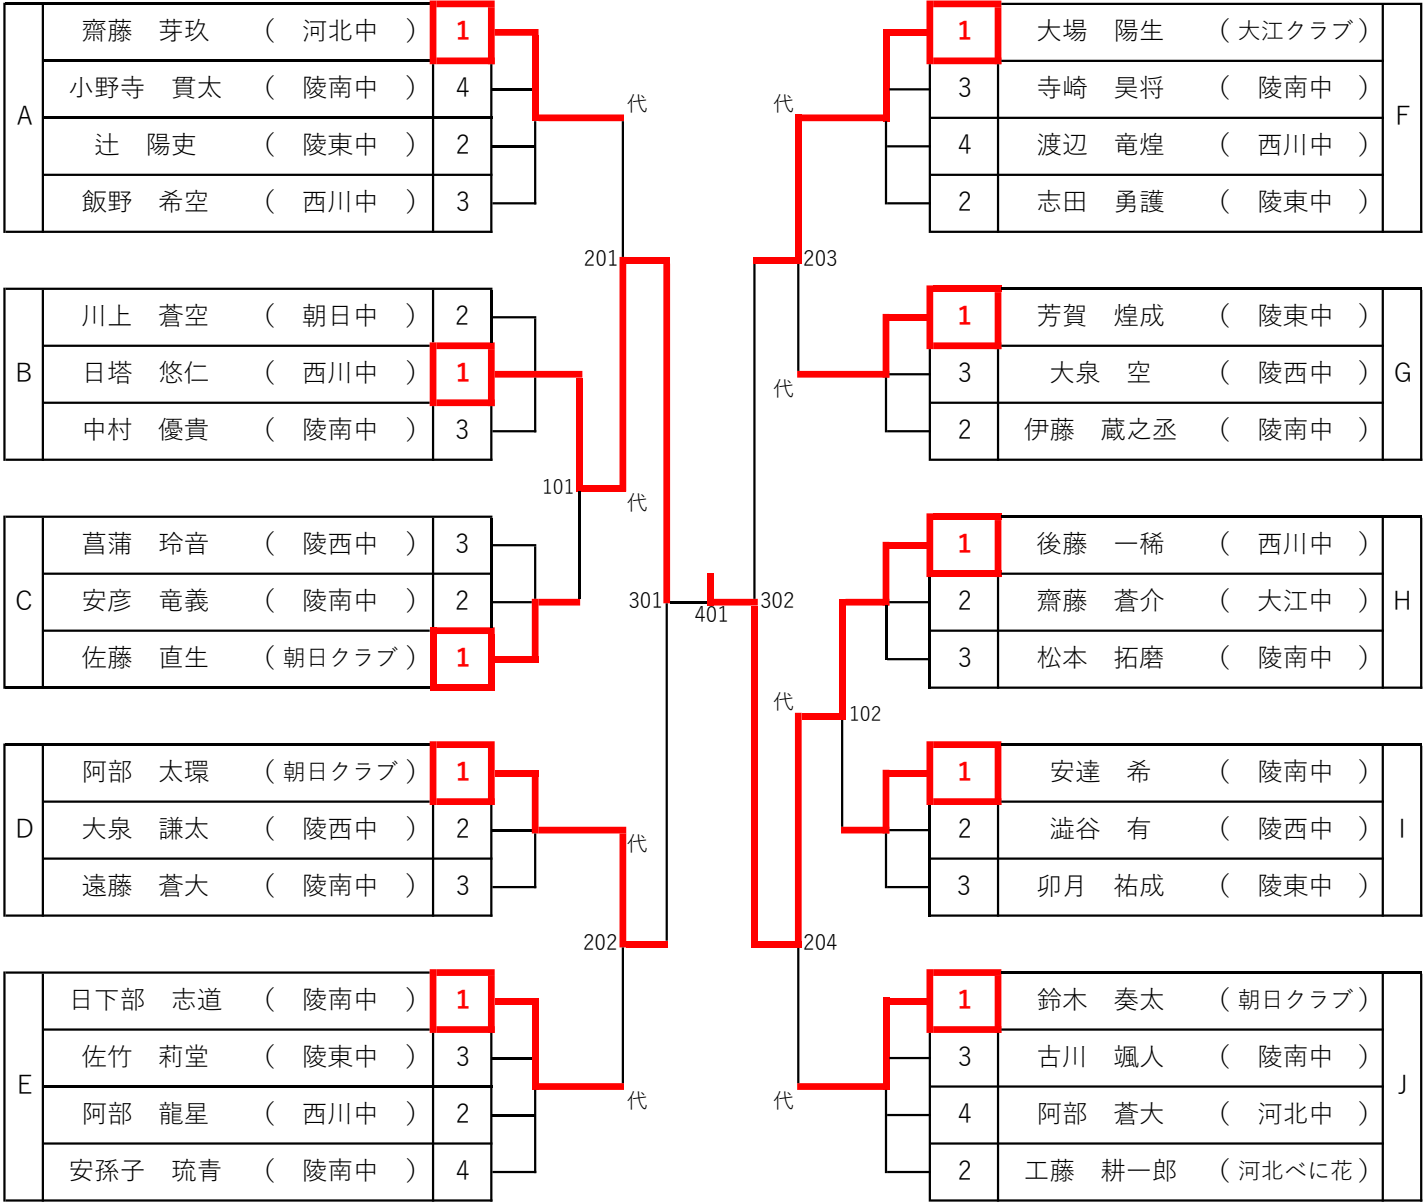 A
齋藤　芽玖　（　河北中　）　1
小野寺　貫太　（　陵南中　）　4
辻　陽吏　（　陵東中　）　2
飯野　希空　（　西川中　）　3
B
川上　蒼空　（　朝日中　）　2
日塔　悠仁　（　西川中　）　1
中村　優貴　（　陵南中　）　3
C
菖蒲　玲音　（　陵西中　）　3
安彦　竜義　（　陵南中　）　2
佐藤　直生　（朝日クラブ）　1
D
阿部　太環　（朝日クラブ）　1
大泉　謙太　（　陵西中　）　2
遠藤　蒼大　（　陵南中　）　3
E
日下部　志道　（　陵南中　）　1
佐竹　莉堂　（　陵東中　）　3
阿部　龍星　（　西川中　）　2
安孫子　琉青　（　陵南中　）　4
代
201
101
代
301
代
202
代
401
代
203
代
302
代
102
204
代
1　大場　陽生　（大江クラブ）
3　寺崎　昊将　（　陵南中　）
4　渡辺　竜煌　（　西川中　）
2　志田　勇護　（　陵東中　）
F
1　芳賀　煌成　（　陵東中　）
3　大泉　空　（　陵西中　）
2　伊藤　蔵之丞　（　陵南中　）
G
1　後藤　一稀　（　西川中　）
2　齋藤　蒼介　（　大江中　）
3　松本　拓磨　（　陵南中　）
H
1　安達　希　（　陵南中　）
2　澁谷　有　（　陵西中　）
3　卯月　祐成　（　陵東中　）
I
1　鈴木　奏太　（朝日クラブ）
3　古川　颯人　（　陵南中　）
4　阿部　蒼大　（　河北中　）
2　工藤　耕一郎　（河北べに花）
J